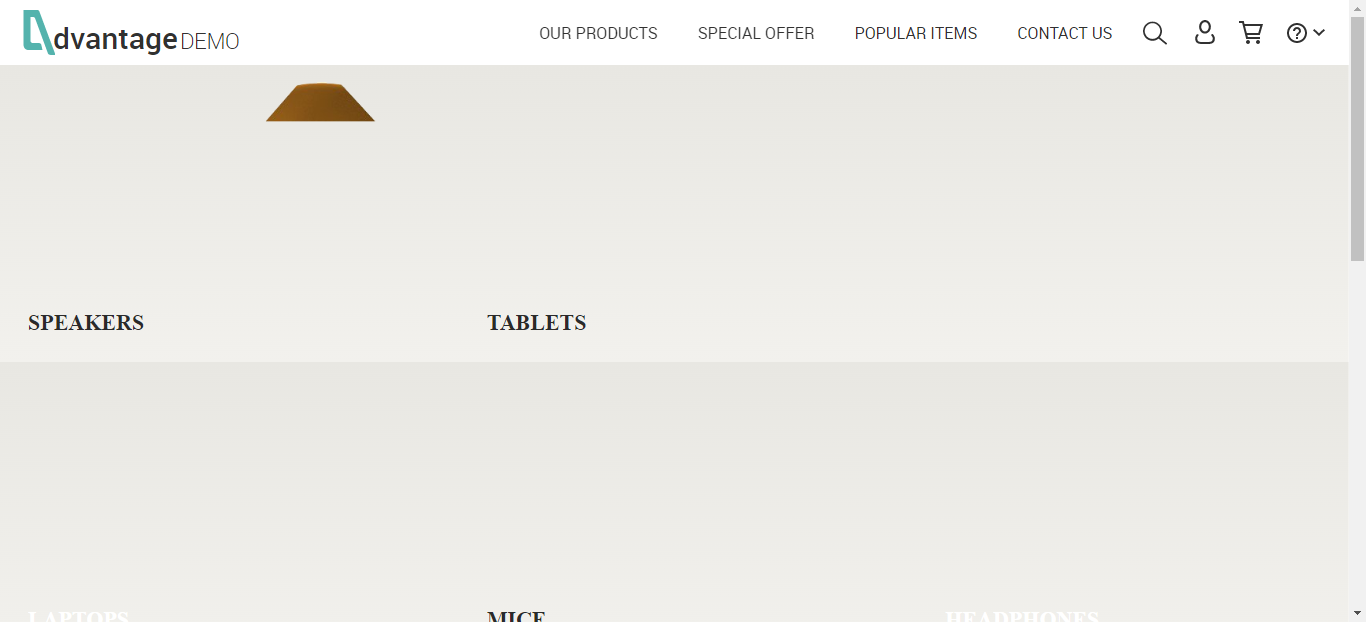 dvantage DEMO
OUR PRODUCTS SPECIAL OFFER POPULAR ITEMS CONTACT US
SPEAKERS TABLETS
LAPTOPS MICE HEADPHONES